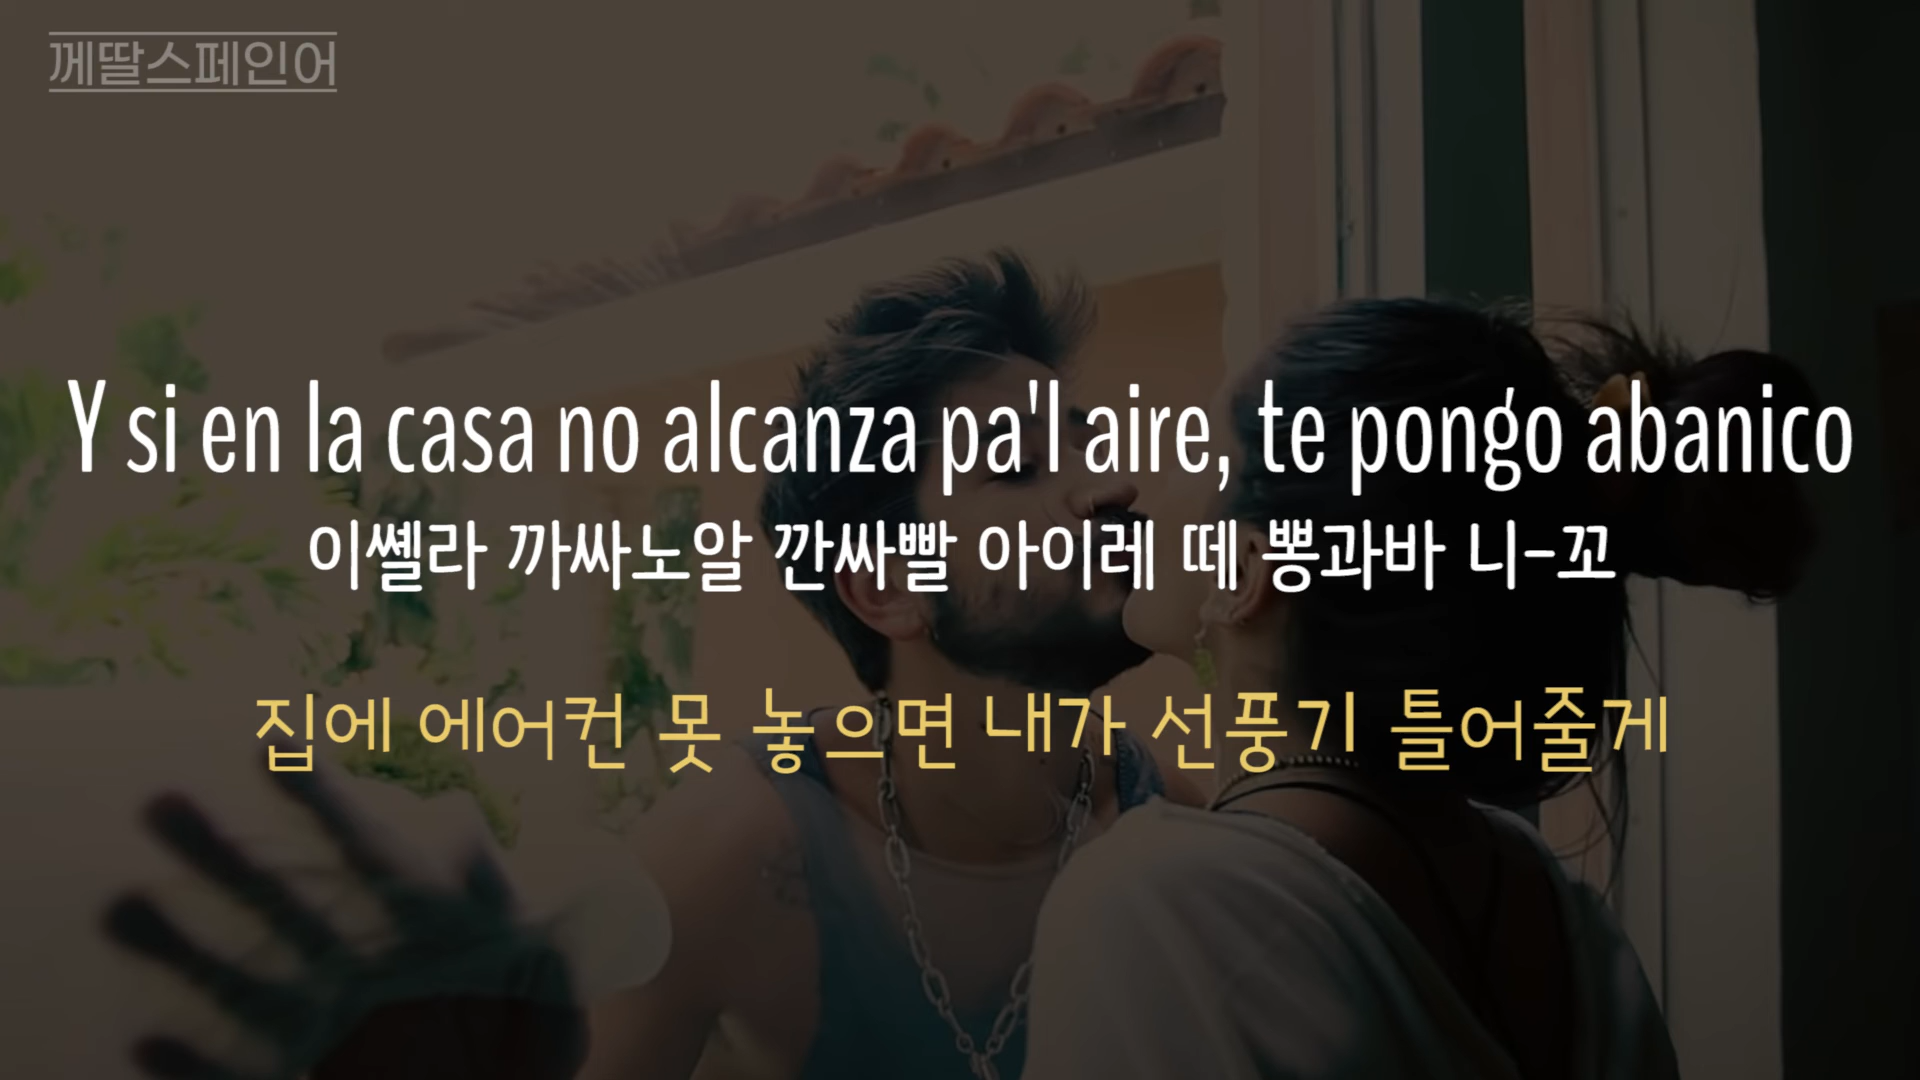 께딸스페인어
Y si en la casa no alcanza pa'l aire, te pongo abanico
이쎌라 까싸노알 깐싸빨 아이레 떼 뽕과바 니-꼬
집에 에어컨 못 놓으면 내가 선풍기 틀어줄게